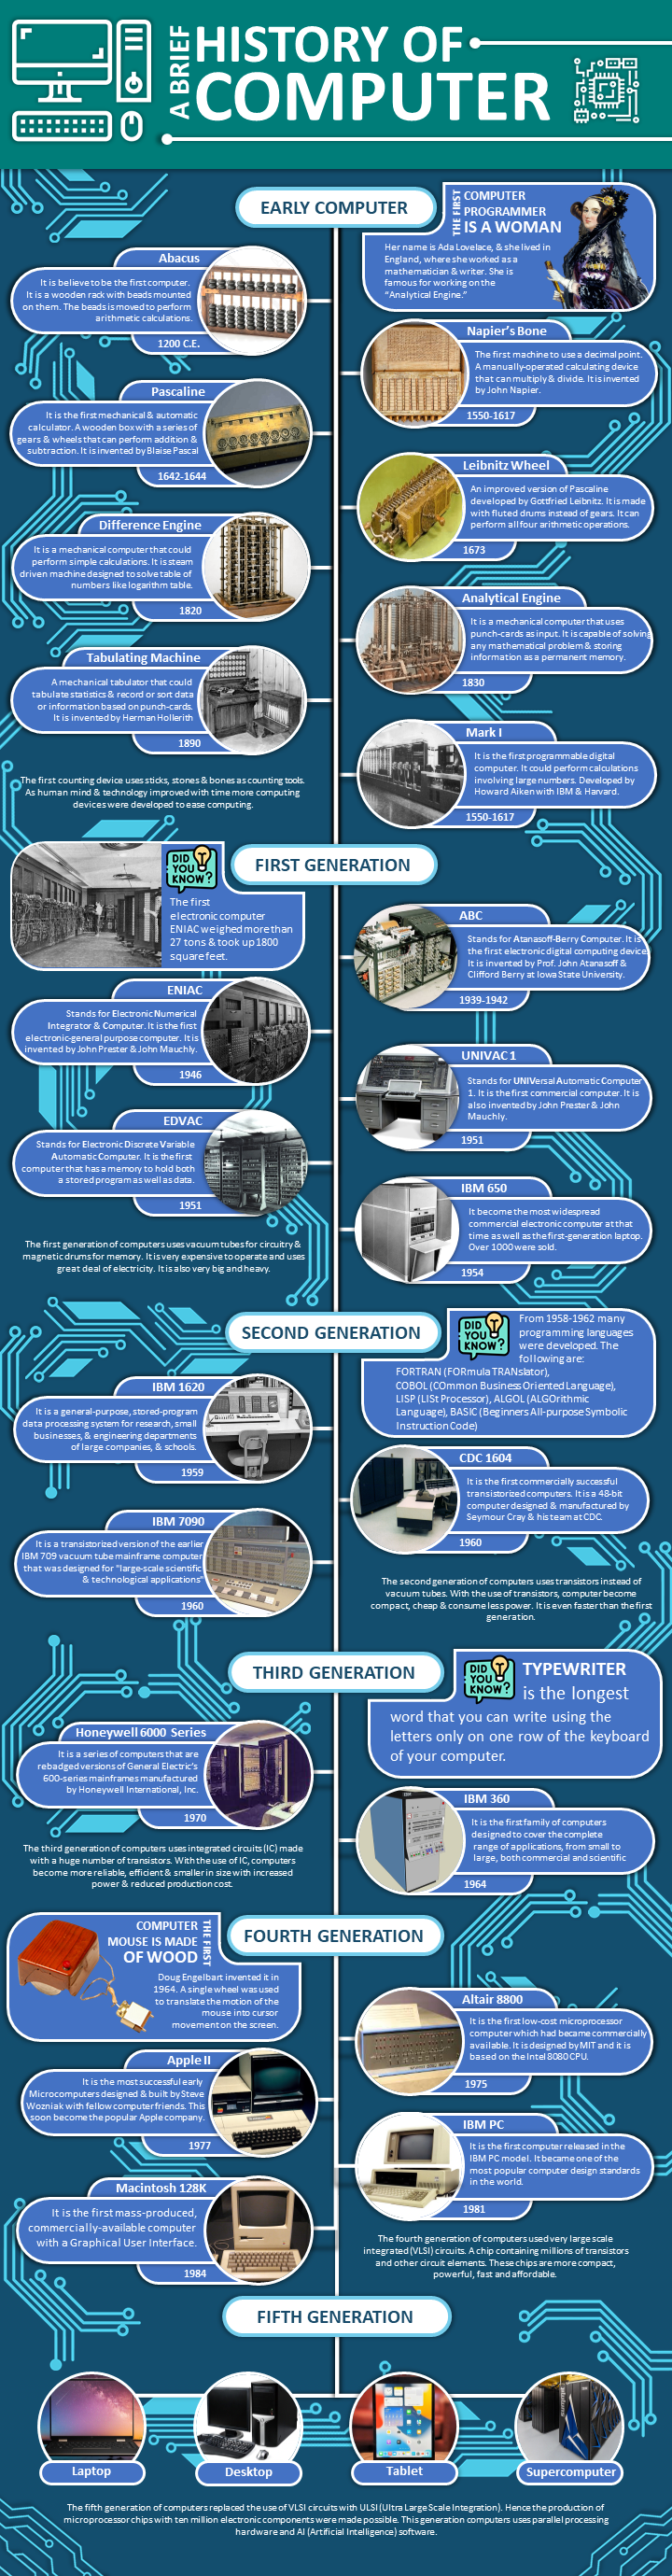 A BRIEF
HISTORY OF
COMPUTER
EARLY COMPUTER
THE FIRST
COMPUTER
PROGRAMMER
IS A WOMAN
Her name is Ada Lovelace, & she lived in
England, where she worked as a
mathematician & writer. She is
famous for working on the
“Analytical Engine.”
Abacus
It is believe to be the first computer.
It is a wooden rack with beads mounted
on them. The beads is moved to perform
arithmetic calculations.
1200 C.E.
Napier’s Bone
The first machine to use a decimal point.
A manually-operated calculating device
that can multiply & divide. It is invented
by John Napier.
1550-1617
Pascaline
It is the first mechanical & automatic
calculator. A wooden box with a series of
gears & wheels that can perform addition &
subtraction. It is invented by Blaise Pascal
1642-1644
Leibnitz Wheel
An improved version of Pascaline
developed by Gottfried Leibnitz. It is made
with fluted drums instead of gears. It can
perform all four arithmetic operations.
1673
Difference Engine
It is a mechanical computer that could
perform simple calculations. It is steam
driven machine designed to solve table of
numbers like logarithm table.
1820
Analytical Engine
It is a mechanical computer that uses
punch-cards as input. It is capable of solving
any mathematical problem & storing
information as a permanent memory.
1830
Tabulating Machine
A mechanical tabulator that could
tabulate statistics & record or sort data
or information based on punch-cards.
It is invented by Herman Hollerith
1890
Mark I
It is the first programmable digital
computer. It could perform calculations
involving large numbers. Developed by
Howard Aiken with IBM & Harvard.
1550-1617
The first counting device uses sticks, stones & bones as counting tools.
As human mind & technology improved with time more computing
devices were developed to ease computing.
FIRST GENERATION
DID
YOU
KNOW?
The first
electronic computer
ENIAC weighed more than
27 tons & took up 1800
square feet.
ABC
Stands for Atanasoff-Berry Computer. It is
the first electronic digital computing device.
It is invented by Prof. John Atanasoff &
Clifford Berry at Iowa State University.
1939-1942
ENIAC
Stands for Electronic Numerical
Integrator & Computer. It is the first
electronic-general purpose computer. It is
invented by John Prester & John Mauchly.
1946
UNIVAC 1
Stands for UNIVersal Automatic Computer
1. It is the first commercial computer. It is
also invented by John Prester & John
Mauchly.
1951
EDVAC
Stands for Electronic Discrete Variable
Automatic Computer. It is the first
computer that has a memory to hold both
a stored program as well as data.
1951
IBM 650
It become the most widespread
commercial electronic computer at that
time as well as the first-generation laptop.
Over 1000 were sold.
1954
The first generation of computers uses vacuum tubes for circuitry &
magnetic drums for memory. It is very expensive to operate and uses
great deal of electricity. It is also very big and heavy.
SECOND GENERATION
DID
YOU
KNOW?
From 1958-1962 many
programming languages
were developed. The
following are:
FORTRAN (FORmula TRANslator),
COBOL (COmmon Business Oriented Language),
LISP (LISt Processor), ALGOL (ALGOrithmic
Language), BASIC (Beginners All-purpose Symbolic
Instruction Code)
IBM 1620
It is a general-purpose, stored-program
data processing system for research, small
businesses, & engineering departments
of large companies, & schools.
1959
CDC 1604
It is the first commercially successful
transistorized computers. It is a 48-bit
computer designed & manufactured by
Seymour Cray & his team at CDC.
1960
IBM 7090
It is a transistorized version of the earlier
IBM 709 vacuum tube mainframe computer
that was designed for "large-scale scientific
& technological applications"
1960
The second generation of computers uses transistors instead of
vacuum tubes. With the use of transistors, computer become
compact, cheap & consume less power. It is even faster than the first
generation.
THIRD GENERATION
DID
YOU
KNOW?
TYPEWRITER
is the longest
word that you can write using the
letters only on one row of the keyboard
of your computer.
Honeywell 6000 Series
It is a series of computers that are
rebadged versions of General Electric's
600-series mainframes manufactured
by Honeywell International, Inc.
1970
IBM 360
It is the first family of computers
designed to cover the complete
range of applications, from small to
large, both commercial and scientific
1964
The third generation of computers uses integrated circuits (IC) made
with a huge number of transistors. With the use of IC, computers
become more reliable, efficient & smaller in size with increased
power & reduced production cost.
FOURTH GENERATION
THE FIRST
COMPUTER
MOUSE IS MADE
OF WOOD
Doug Engelbart invented it in
1964. A single wheel was used
to translate the motion of the
mouse into cursor
movement on the screen.
Altair 8800
It is the first low-cost microprocessor
computer which had became commercially
available. It is designed by MIT and it is
based on the Intel 8080 CPU.
1975
Apple II
It is the most successful early
Microcomputers designed & built by Steve
Wozniak with fellow computer friends. This
soon become the popular Apple company.
1977
IBM PC
It is the first computer released in the
IBM PC model. It became one of the
most popular computer design standards
in the world.
1981
Macintosh 128K
It is the first mass-produced,
commercially-available computer
with a Graphical User Interface.
1984
The fourth generation of computers used very large scale
integrated (VLSI) circuits. A chip containing millions of transistors
and other circuit elements. These chips are more compact,
powerful, fast and affordable.
FIFTH GENERATION
Laptop
Desktop
Tablet
Supercomputer
The fifth generation of computers replaced the use of VLSI circuits with ULSI (Ultra Large Scale Integration). Hence the production of
microprocessor chips with ten million electronic components were made possible. This generation computers uses parallel processing
hardware and AI (Artificial Intelligence) software.